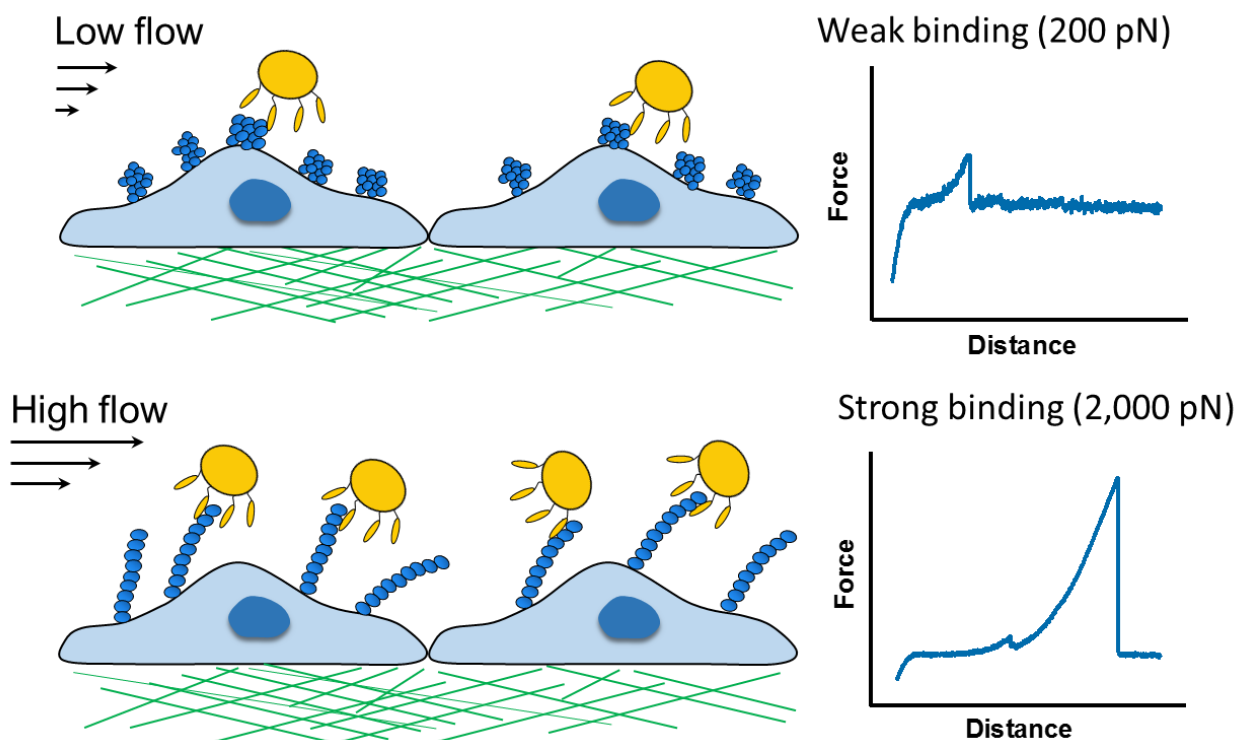 Low flow
Weak binding (200 pN)
Force
Distance
High flow
Strong binding (2,000 pN)
Force
Distance